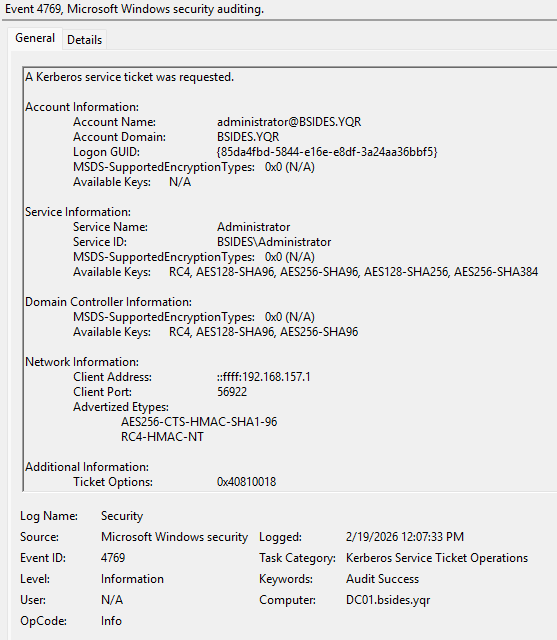 Event 4769, Microsoft Windows security auditing.
General Details
A Kerberos service ticket was requested.
Account Information:
Account Name: administrator@BSIDES.YQR
Account Domain: BSIDES.YQR
Logon GUID: {85da4fbd-5844-e16e-e8df-3a24aa36bbf5}
MSDS-SupportedEncryptionTypes: 0x0 (N/A)
Available Keys: N/A
Service Information:
Service Name: Administrator
Service ID: BSIDES\Administrator
MSDS-SupportedEncryptionTypes: 0x0 (N/A)
Available Keys: RC4, AES128-SHA96, AES256-SHA96, AES128-SHA256, AES256-SHA384
Domain Controller Information:
MSDS-SupportedEncryptionTypes: 0x0 (N/A)
Available Keys: RC4, AES128-SHA96, AES256-SHA96
Network Information:
Client Address: ::ffff:192.168.157.1
Client Port: 56922
Advertized Etypes:
AES256-CTS-HMAC-SHA1-96
RC4-HMAC-NT
Additional Information:
Ticket Options: 0x40810018
Log Name: Security
Source: Microsoft Windows security Logged: 2/19/2026 12:07:33 PM
Event ID: 4769 Task Category: Kerberos Service Ticket Operations
Level: Information Keywords: Audit Success
User: N/A Computer: DC01.bsides.yqr
OpCode: Info